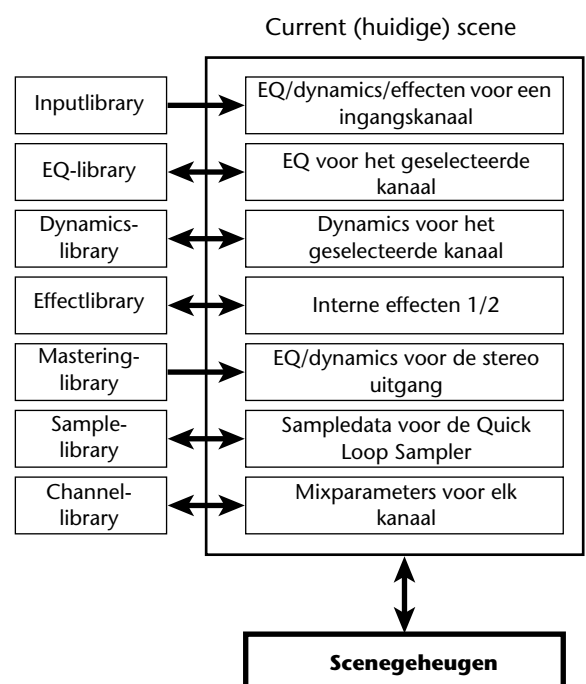 Current (huidige) scene
Inputlibrary
EQ/dynamics/effecten voor een
ingangskanaal
EQ-library
EQ voor het geselecteerde
kanaal
Dynamics-
library
Dynamics voor het
geselecteerde kanaal
Effectlibrary
Interne effecten 1/2
Mastering-
library
EQ/dynamics voor de stereo
uitgang
Sample-
library
Sampledata voor de Quick
Loop Sampler
Channel-
library
Mixparameters voor elk
kanaal
Scenegeheugen